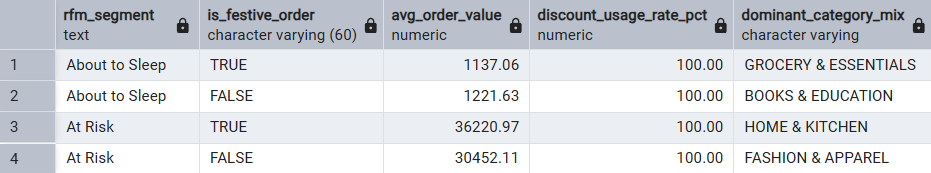 rfm_segment is_festive_order avg_order_value discount_usage_rate_pct dominant_category_mix
text character varying (60) numeric numeric character varying
1 About to Sleep TRUE 1137.06 100.00 GROCERY & ESSENTIALS
2 About to Sleep FALSE 1221.63 100.00 BOOKS & EDUCATION
3 At Risk TRUE 36220.97 100.00 HOME & KITCHEN
4 At Risk FALSE 30452.11 100.00 FASHION & APPAREL